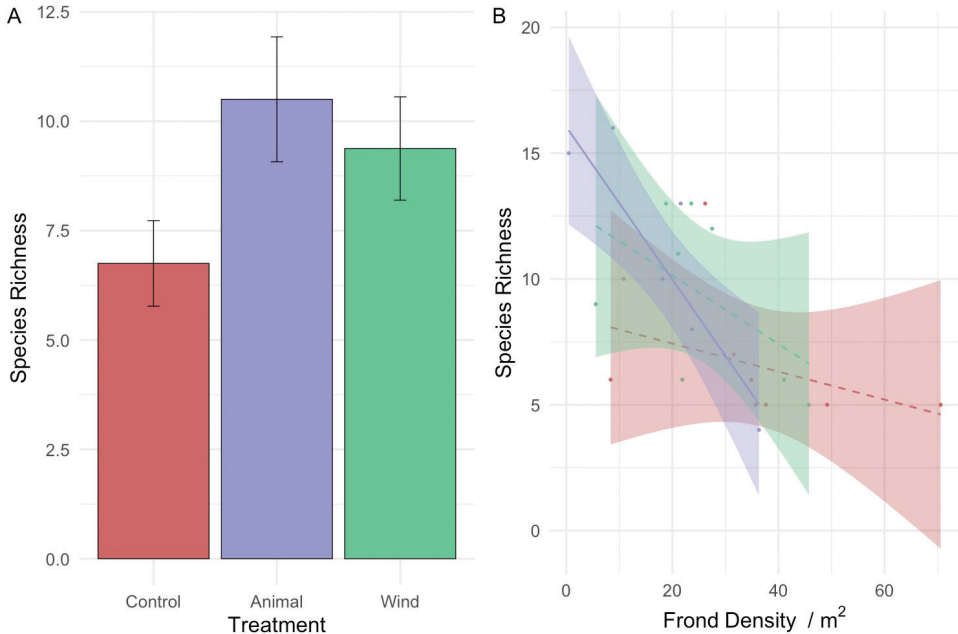 A
Species Richness
12.5
10.0
7.5
5.0
2.5
0.0
Control Animal Wind
Treatment
B
Species Richness
20
15
10
5
0
0 20 40 60
Frond Density / m²